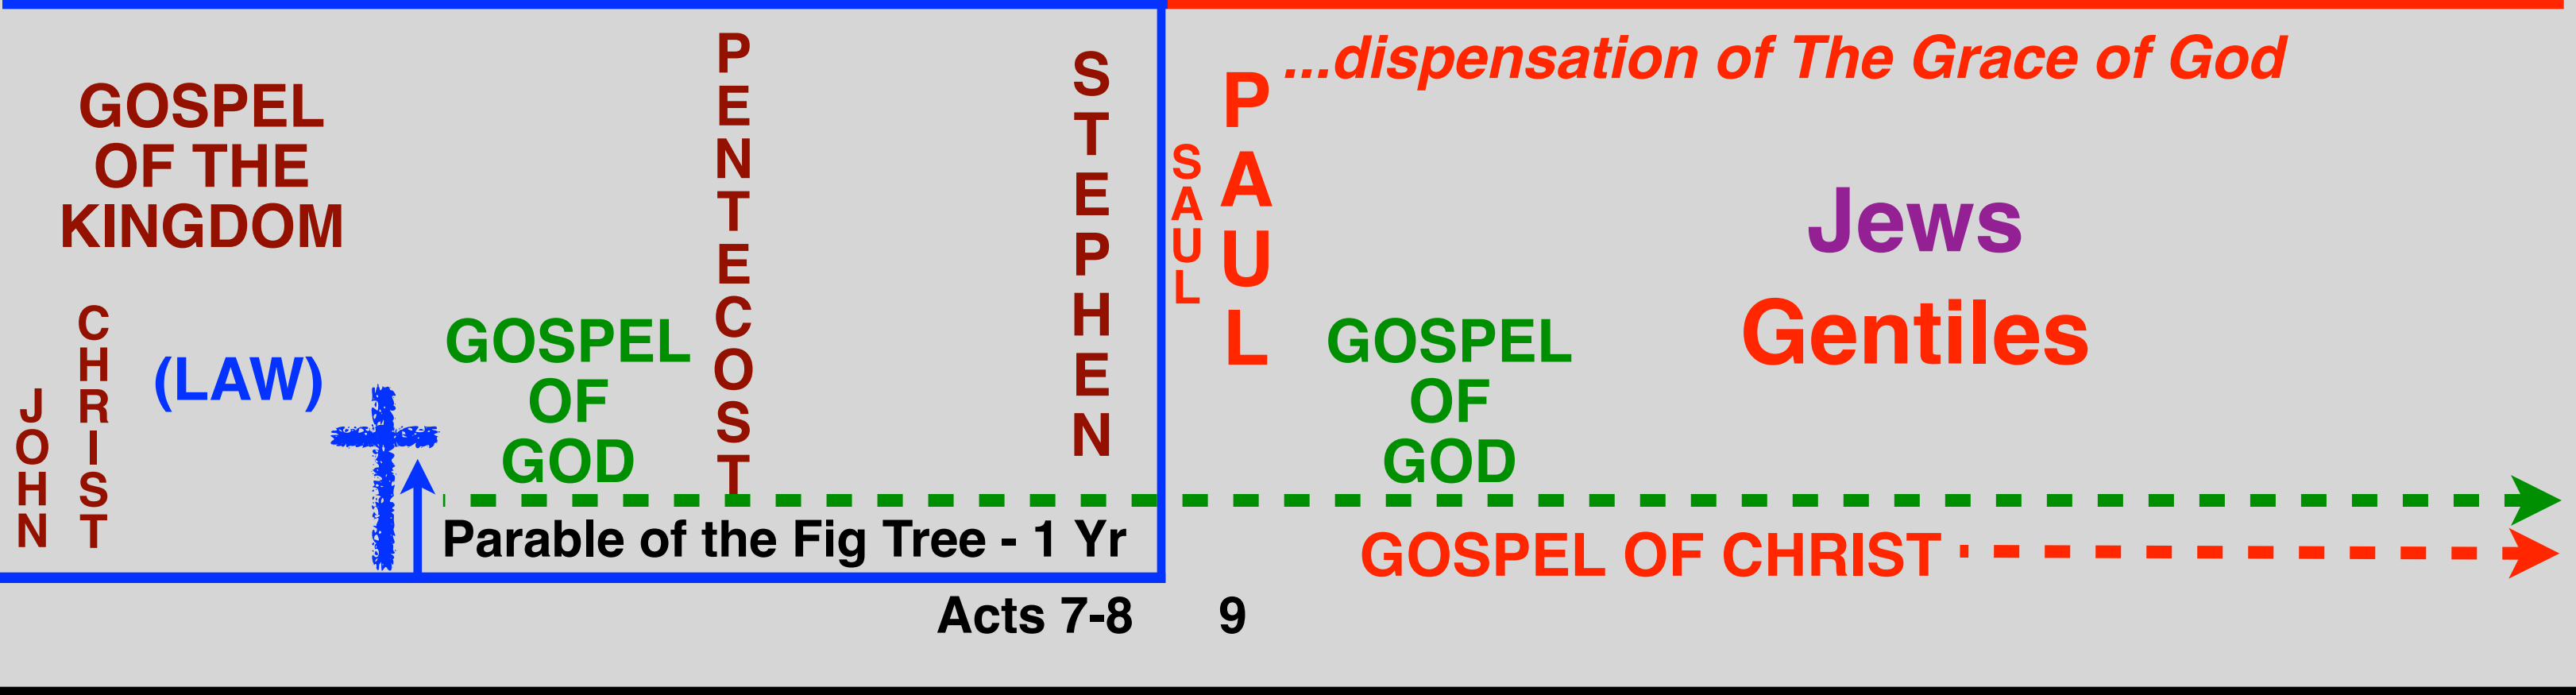 GOSPEL
OF THE
KINGDOM
JOHN
CHRIST
(LAW)
GOSPEL
OF
GOD
PENTECOST
STEPHEN
Parable of the Fig Tree - 1 Yr
SAUL
PAUL
...dispensation of The Grace of God
Jews
Gentiles
GOSPEL
OF
GOD
GOSPEL OF CHRIST
Acts 7-8
9